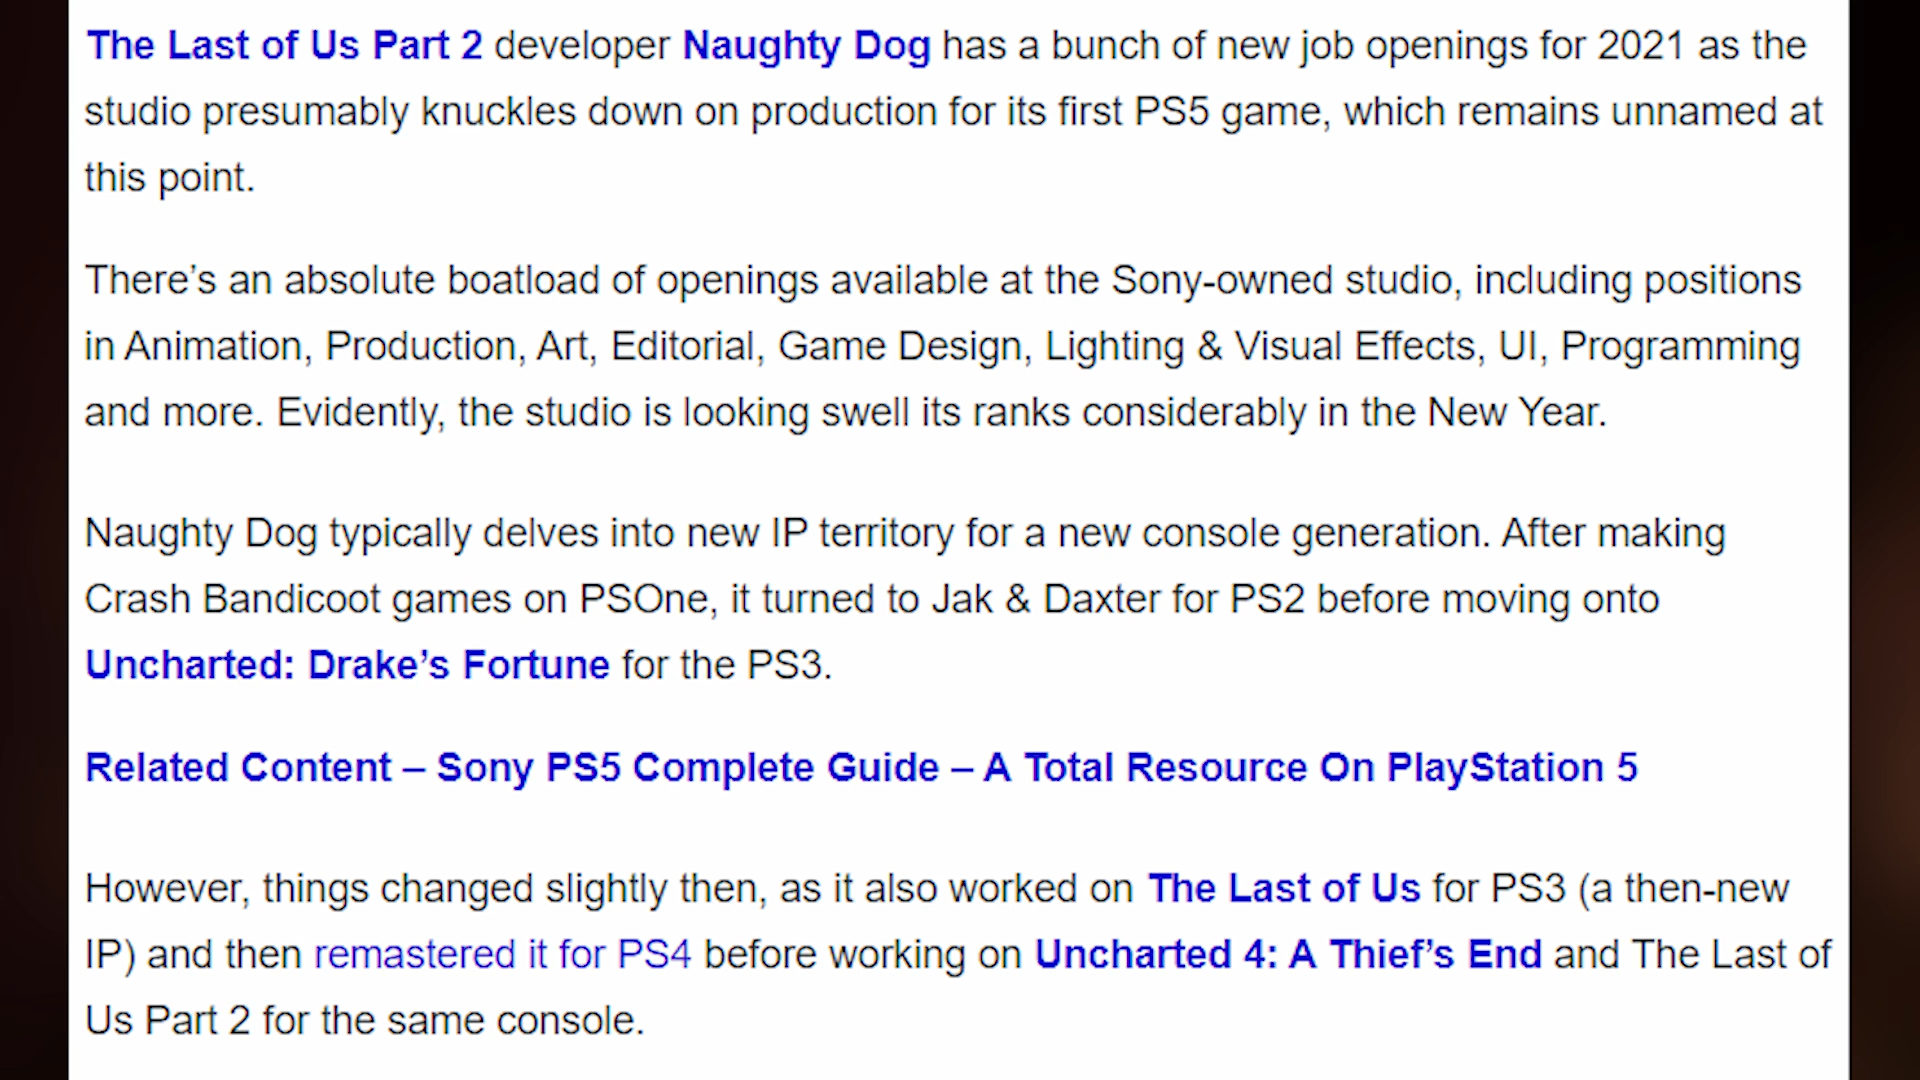 The Last of Us Part 2 developer Naughty Dog has a bunch of new job openings for 2021 as the
studio presumably knuckles down on production for its first PS5 game, which remains unnamed at
this point.
There’s an absolute boatload of openings available at the Sony-owned studio, including positions
in Animation, Production, Art, Editorial, Game Design, Lighting & Visual Effects, UI, Programming
and more. Evidently, the studio is looking swell its ranks considerably in the New Year.
Naughty Dog typically delves into new IP territory for a new console generation. After making
Crash Bandicoot games on PSOne, it turned to Jak & Daxter for PS2 before moving onto
Uncharted: Drake’s Fortune for the PS3.
Related Content – Sony PS5 Complete Guide – A Total Resource On PlayStation 5
However, things changed slightly then, as it also worked on The Last of Us for PS3 (a then-new
IP) and then remastered it for PS4 before working on Uncharted 4: A Thief’s End and The Last of
Us Part 2 for the same console.